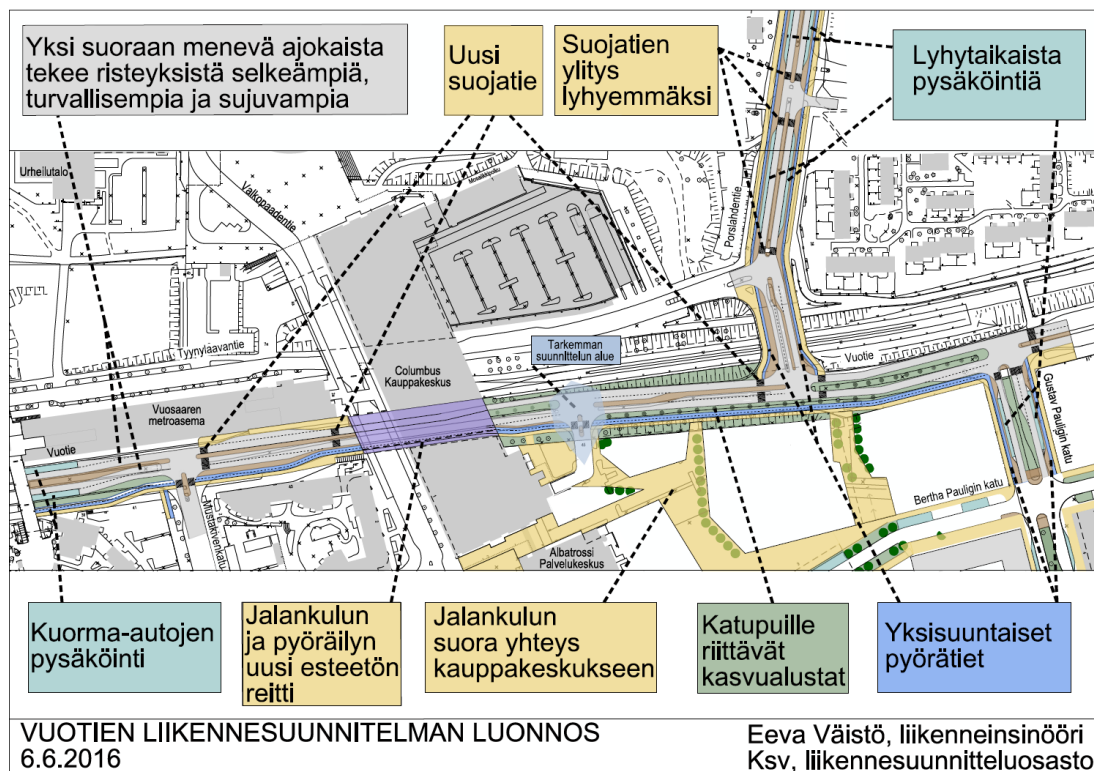 Yksi suoraan menevä ajokaista
tekee risteyksistä selkeämpiä,
turvallisempia ja sujuvampia
Uusi
suojatie
Suojatien
ylitys
lyhyemmäksi
Lyhytaikaista
pysäköintiä
Urheilutalo
Valkopaadentie
Mosaiikkipolku
Porslahdentie
Tyynylaavantie
Tarkemman
suunnittelun alue
Columbus
Kauppakeskus
Vuotie
Vuosaaren
metroasema
Vuotie
Gustav Pauligin katu
Mustakivenkatu
Bertha Pauligin katu
Albatrossi
Palvelukeskus
Kuorma-autojen
pysäköinti
Jalankulun
ja pyöräilyn
uusi esteetön
reitti
Jalankulun
suora yhteys
kauppakeskukseen
Katupuille
riittävät
kasvualustat
Yksisuuntaiset
pyörätiet
VUOTIEN LIIKENNESUUNNITELMAN LUONNOS
6.6.2016
Eeva Väistö, liikenneinsinööri
Ksv, liikennesuunnitteluosasto